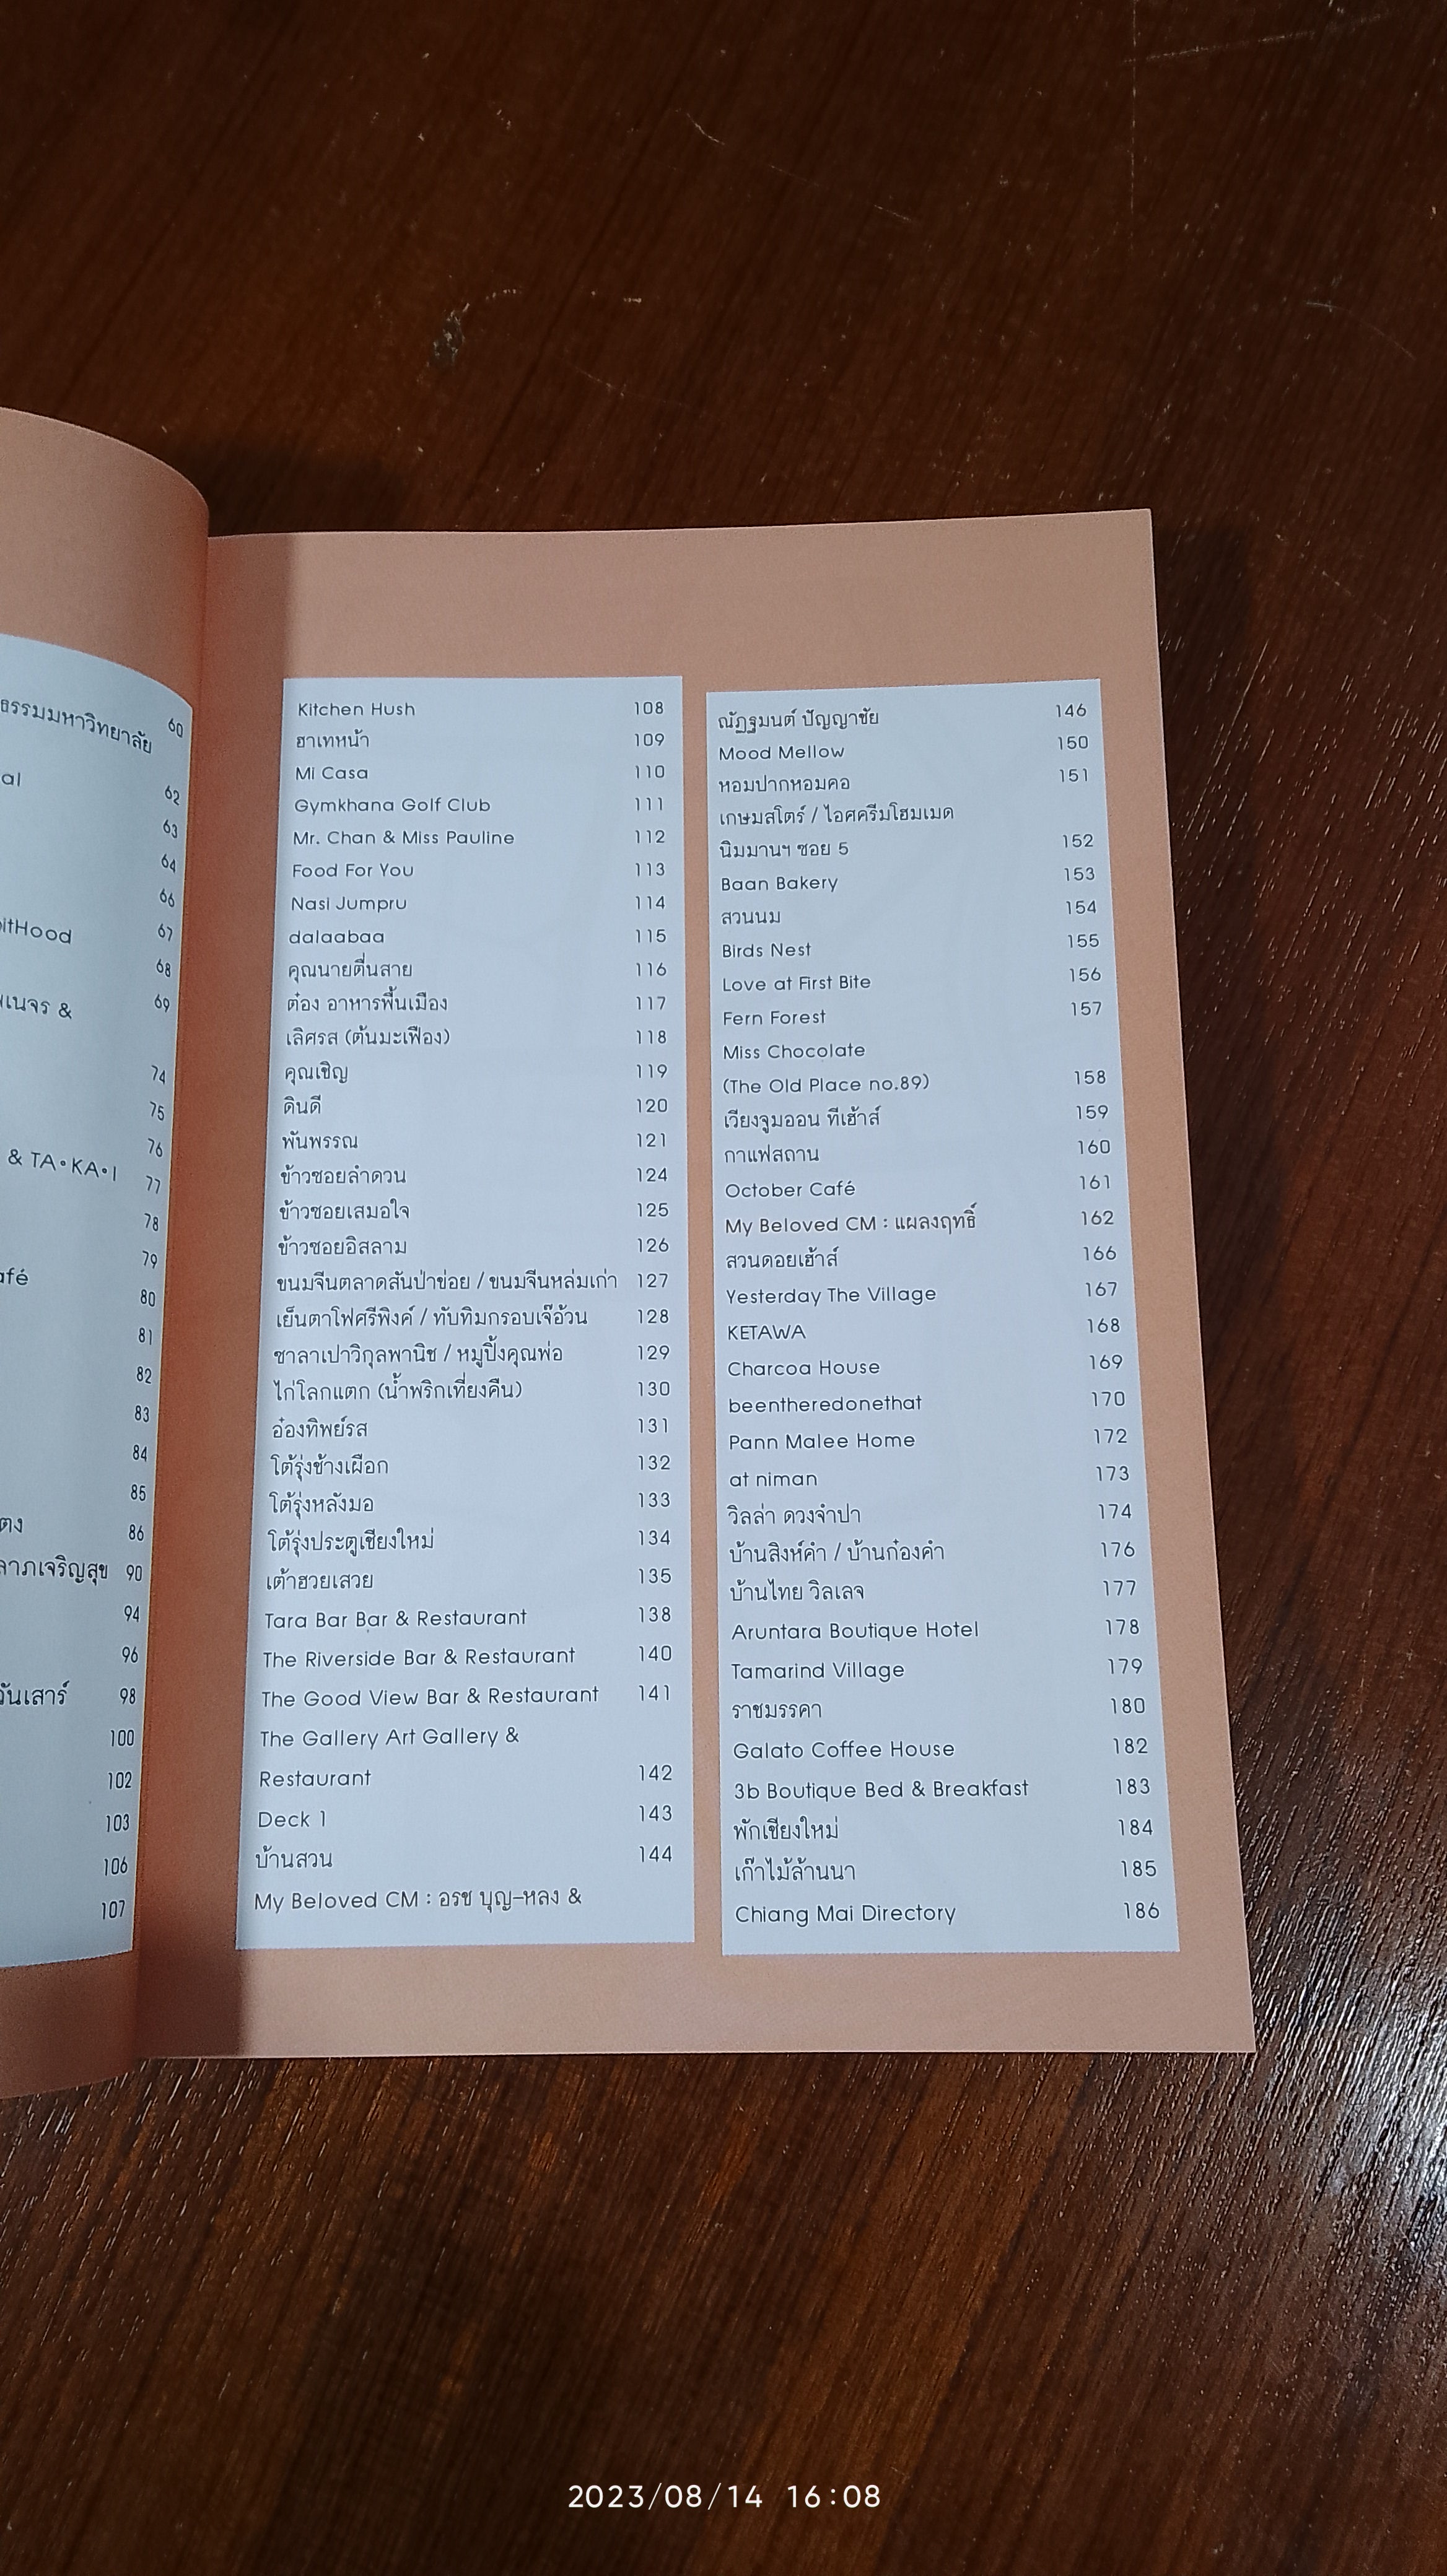 ธรรมมหาวิทยาลัย 60
al 62
63
64
66
itHood 67
68
เนจร & 69
74
75
76
& TA•KA•I 77
78
79
afé 80
81
82
83
84
85
ตง 86
ลาภเจริญสุข 90
94
96
วันเสาร์ 98
100
102
103
106
107
Kitchen Hush 108
ฮาเทหน้า 109
Mi Casa 110
Gymkhana Golf Club 111
Mr. Chan & Miss Pauline 112
Food For You 113
Nasi Jumpru 114
dalaabaa 115
คุณนายตื่นสาย 116
ต๋อง อาหารพื้นเมือง 117
เลิศรส (ต้นมะเฟือง) 118
คุณเชิญ 119
ดินดี 120
พันพรรณ 121
ข้าวซอยลำดวน 124
ข้าวซอยเสมอใจ 125
ข้าวซอยอิสลาม 126
ขนมจีนตลาดสันป่าข่อย / ขนมจีนหล่มเก่า 127
เย็นตาโฟศรีพิงค์ / ทับทิมกรอบเจ๊อ้วน 128
ซาลาเปาวิกุลพานิช / หมูปิ้งคุณพ่อ 129
ไก่โลกแตก (น้ำพริกเที่ยงคืน) 130
อ๋องทิพย์รส 131
โต้รุ่งช้างเผือก 132
โต้รุ่งหลังมอ 133
โต้รุ่งประตูเชียงใหม่ 134
เต้าฮวยเสวย 135
Tara Bar Bar & Restaurant 138
The Riverside Bar & Restaurant 140
The Good View Bar & Restaurant 141
The Gallery Art Gallery &
Restaurant 142
Deck 1 143
บ้านสวน 144
My Beloved CM : อรช บุญ-หลง &
ณัฏฐมนต์ ปัญญาชัย 146
Mood Mellow 150
หอมปากหอมคอ 151
เกษมสโตร์ / ไอศครีมโฮมเมด
นิมมานฯ ซอย 5 152
Baan Bakery 153
สวนนม 154
Birds Nest 155
Love at First Bite 156
Fern Forest 157
Miss Chocolate
(The Old Place no.89) 158
เวียงจูมออน ทีเฮ้าส์ 159
กาแฟสถาน 160
October Café 161
My Beloved CM : แผลงฤทธิ์ 162
สวนดอยเฮ้าส์ 166
Yesterday The Village 167
KETAWA 168
Charcoa House 169
beentheredonethat 170
Pann Malee Home 172
at niman 173
วิลล่า ดวงจำปา 174
บ้านสิงห์คำ / บ้านก๋องคำ 176
บ้านไทย วิลเลจ 177
Aruntara Boutique Hotel 178
Tamarind Village 179
ราชมรรคา 180
Galato Coffee House 182
3b Boutique Bed & Breakfast 183
พักเชียงใหม่ 184
เก๊าไม้ล้านนา 185
Chiang Mai Directory 186
2023/08/14 16:08